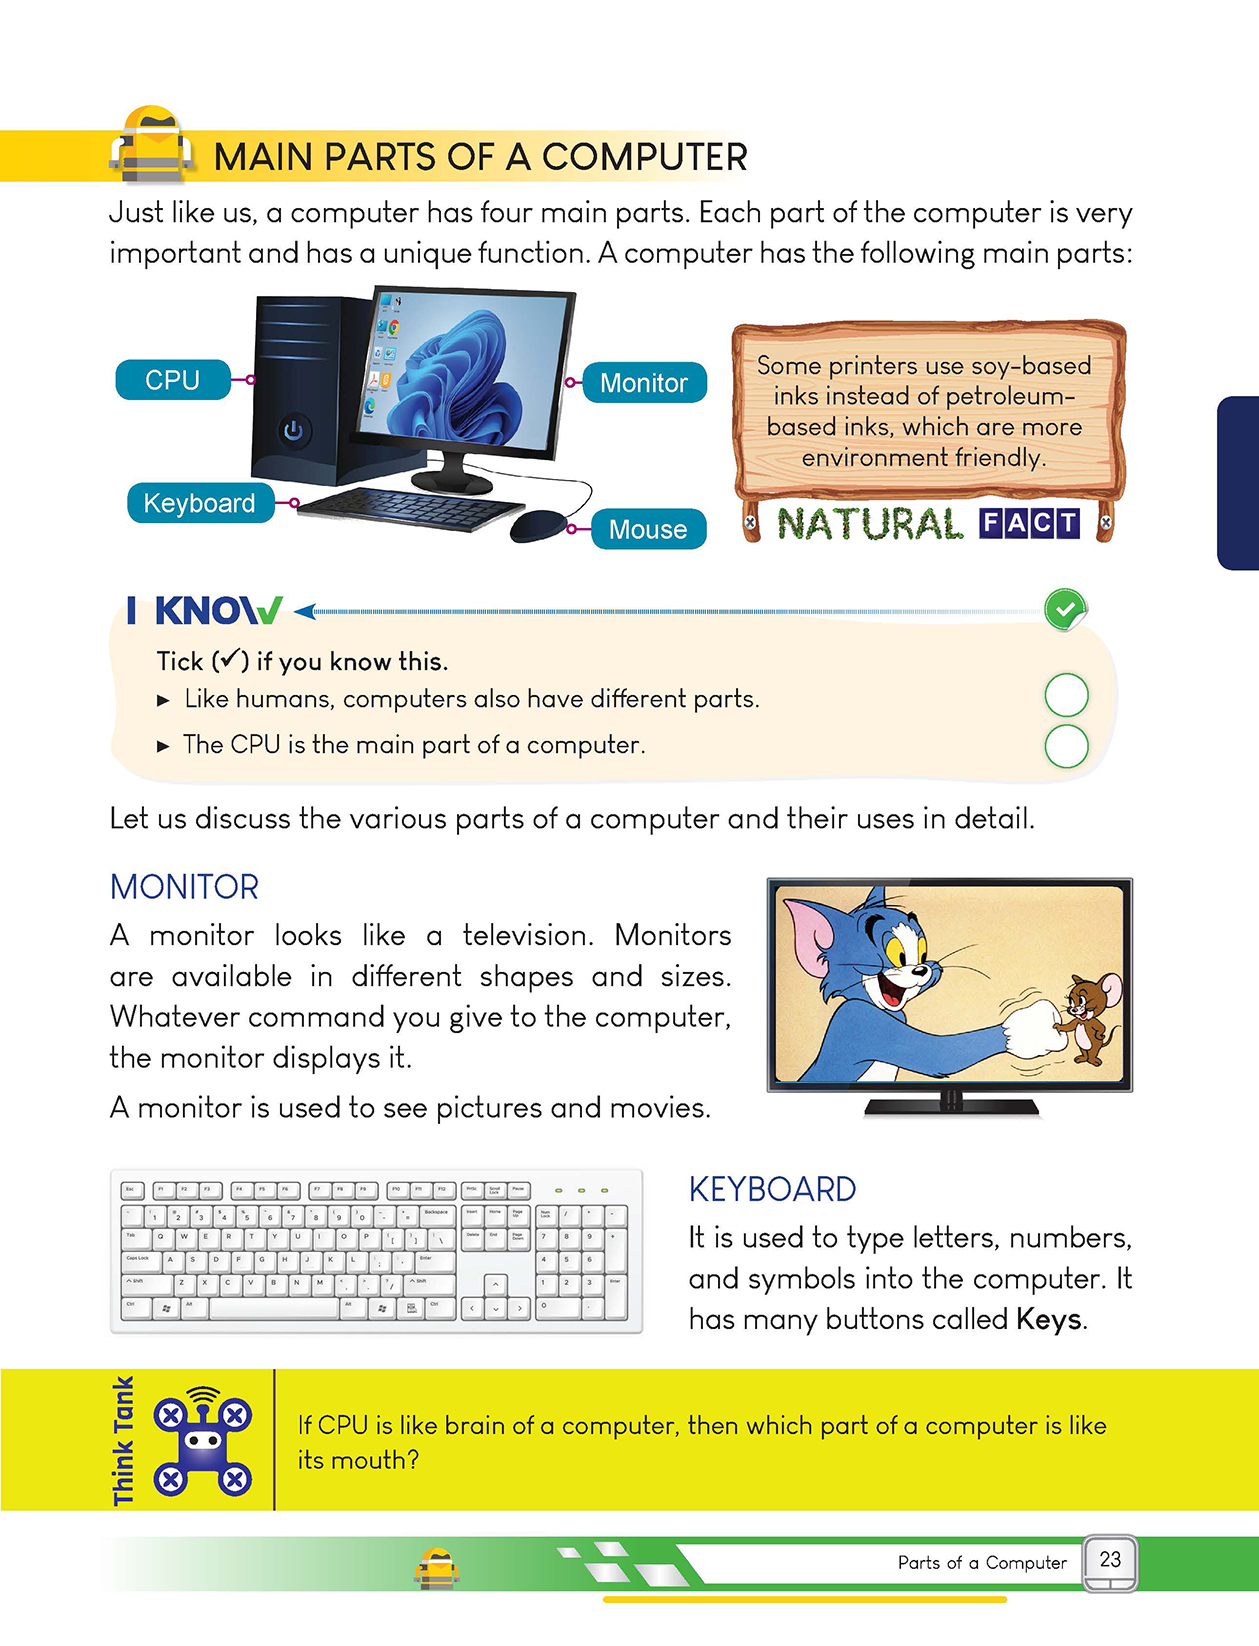 MAIN PARTS OF A COMPUTER
Just like us, a computer has four main parts. Each part of the computer is very
important and has a unique function. A computer has the following main parts:
CPU
Monitor
Keyboard
Mouse
Some printers use soy-based
inks instead of petroleum-
based inks, which are more
environment friendly.
NATURAL FACT
I KNOW
Tick (✓) if you know this.
▸ Like humans, computers also have different parts.
▸ The CPU is the main part of a computer.
Let us discuss the various parts of a computer and their uses in detail.
MONITOR
A monitor looks like a television. Monitors
are available in different shapes and sizes.
Whatever command you give to the computer,
the monitor displays it.
A monitor is used to see pictures and movies.
KEYBOARD
It is used to type letters, numbers,
and symbols into the computer. It
has many buttons called Keys.
Think Tank
If CPU is like brain of a computer, then which part of a computer is like
its mouth?
Parts of a Computer 23